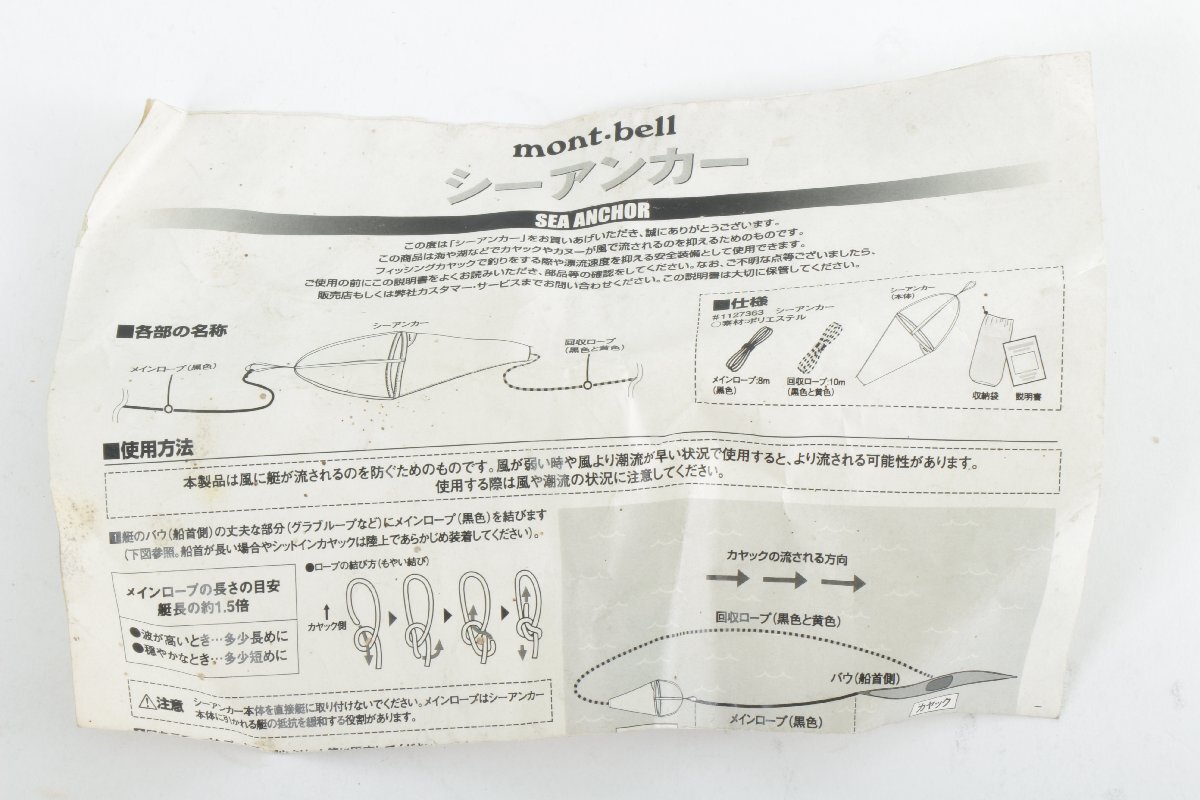 mont·bell
シーアンカー
SEA ANCHOR
この度は「シーアンカー」をお買いあげいただき、誠にありがとうございます。
この商品は海や湖などでカヤックやカヌーが風で流されるのを抑えるためのものです。
フィッシングカヤックで釣りをする際や漂流速度を抑える安全装備として使用できます。
ご使用の前にこの説明書をよくお読みいただき、部品等の確認をしてください。なお、ご不明な点等ございましたら、
販売店もしくは弊社カスタマー・サービスまでお問い合わせください。この説明書は大切に保管してください。
■各部の名称
シーアンカー
メインロープ(黒色)
回収ロープ
(黒色と黄色)
■仕様
#1127363 シーアンカー
○素材:ポリエステル
シーアンカー
(本体)
メインロープ:8m
(黒色)
回収ロープ:10m
(黒色と黄色)
収納袋
説明書
■使用方法
本製品は風に艇が流されるのを防ぐためのものです。風が弱い時や風より潮流が早い状況で使用すると、より流される可能性があります。
使用する際は風や潮流の状況に注意してください。
1 艇のバウ(船首側)の丈夫な部分(グラブループなど)にメインロープ(黒色)を結びます
(下図参照。船首が長い場合やシットインカヤックは陸上であらかじめ装着してください)。
メインロープの長さの目安
艇長の約1.5倍
●波が高いとき…多少長めに
●穏やかなとき…多少短めに
●ロープの結び方(もやい結び)
カヤック側
⚠注意
シーアンカー本体を直接艇に取り付けないでください。メインロープはシーアンカー
本体に引かれる艇の抵抗を緩和する役割があります。
カヤックの流される方向
回収ロープ(黒色と黄色)
バウ(船首側)
メインロープ(黒色)
カヤック